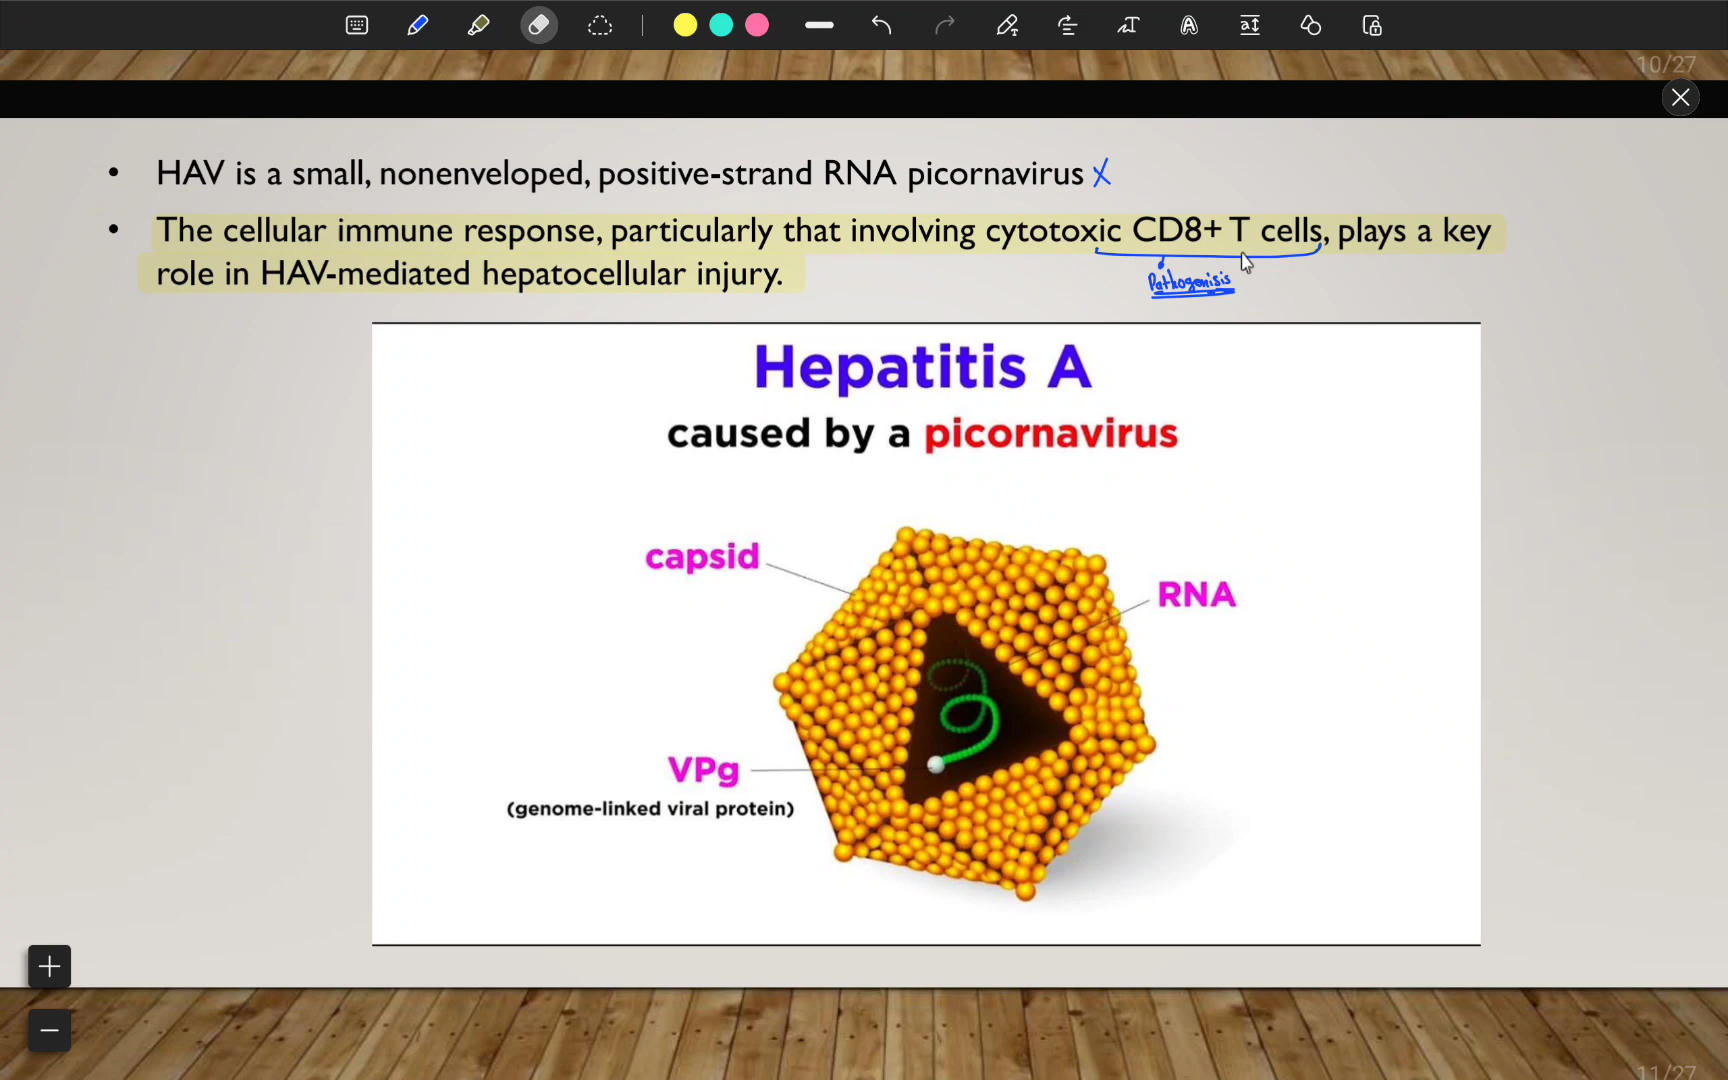 10/27
• HAV is a small, nonenveloped, positive-strand RNA picornavirus X
• The cellular immune response, particularly that involving cytotoxic CD8+ T cells, plays a key
role in HAV-mediated hepatocellular injury.
Pathogenisis
Hepatitis A
caused by a picornavirus
capsid
RNA
VPg
(genome-linked viral protein)
11/27